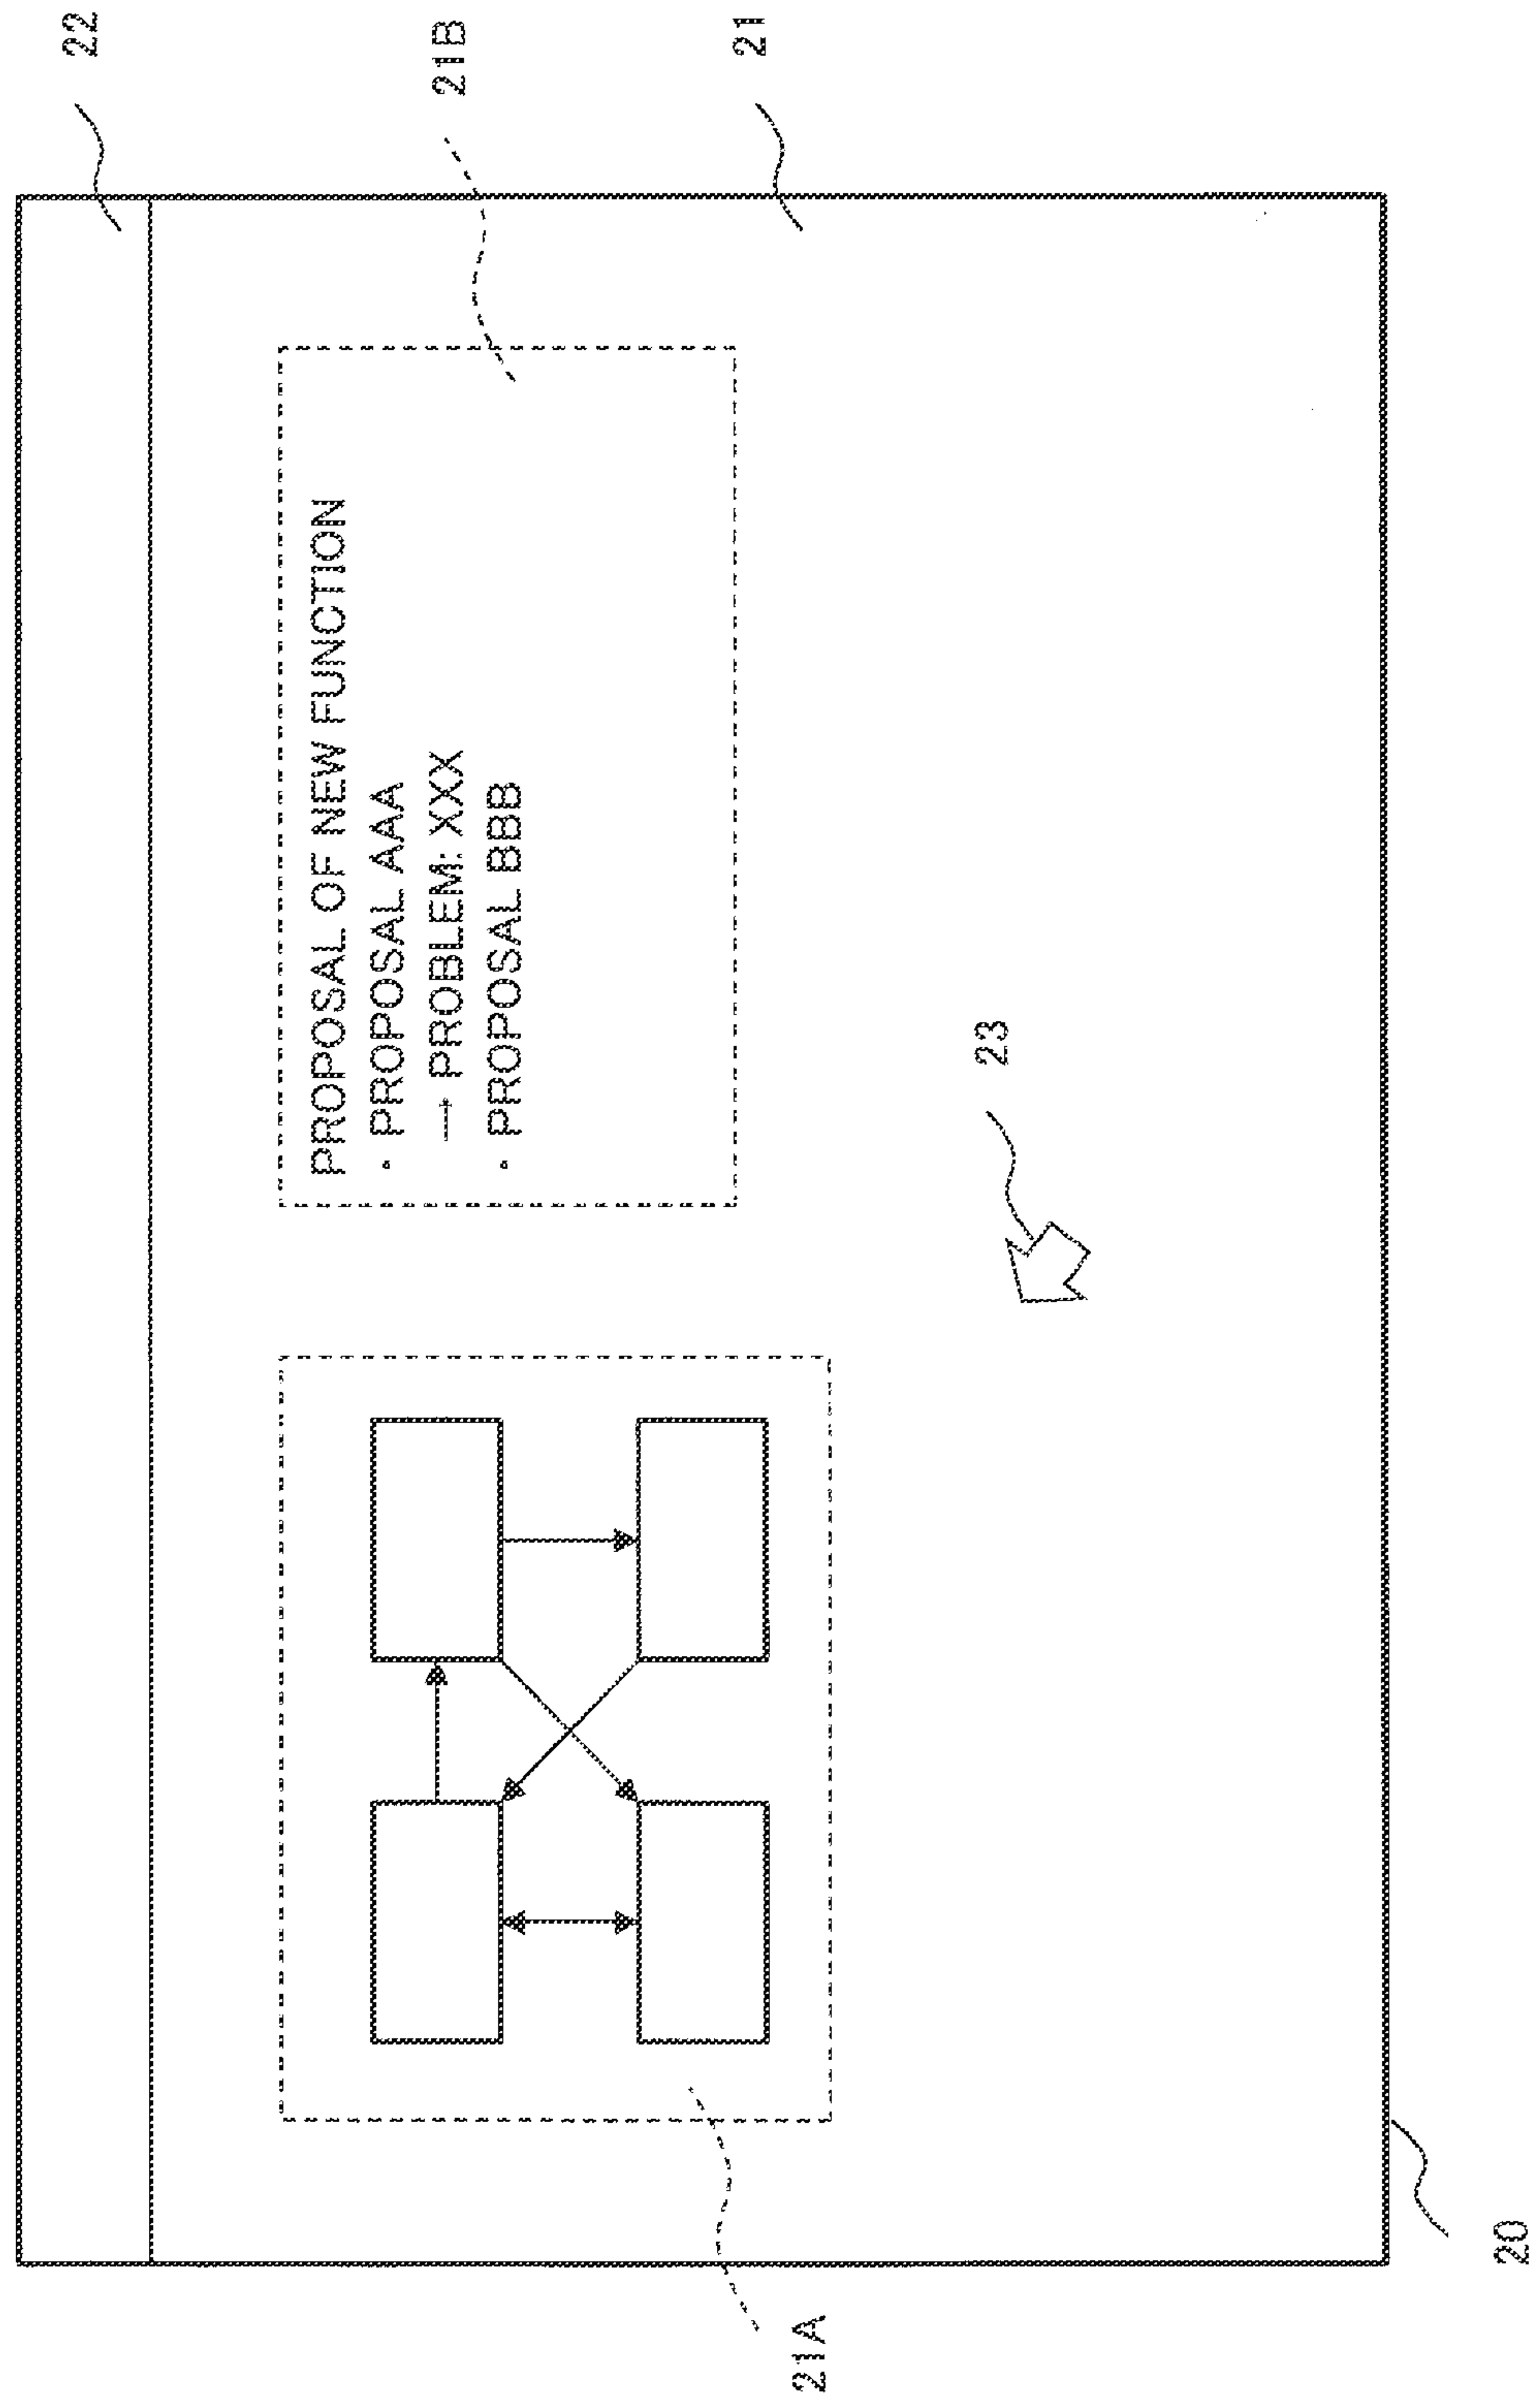 22
21B
21
PROPOSAL OF NEW FUNCTION
・PROPOSAL AAA
→ PROBLEM: XXX
・PROPOSAL BBB
23
21A
20